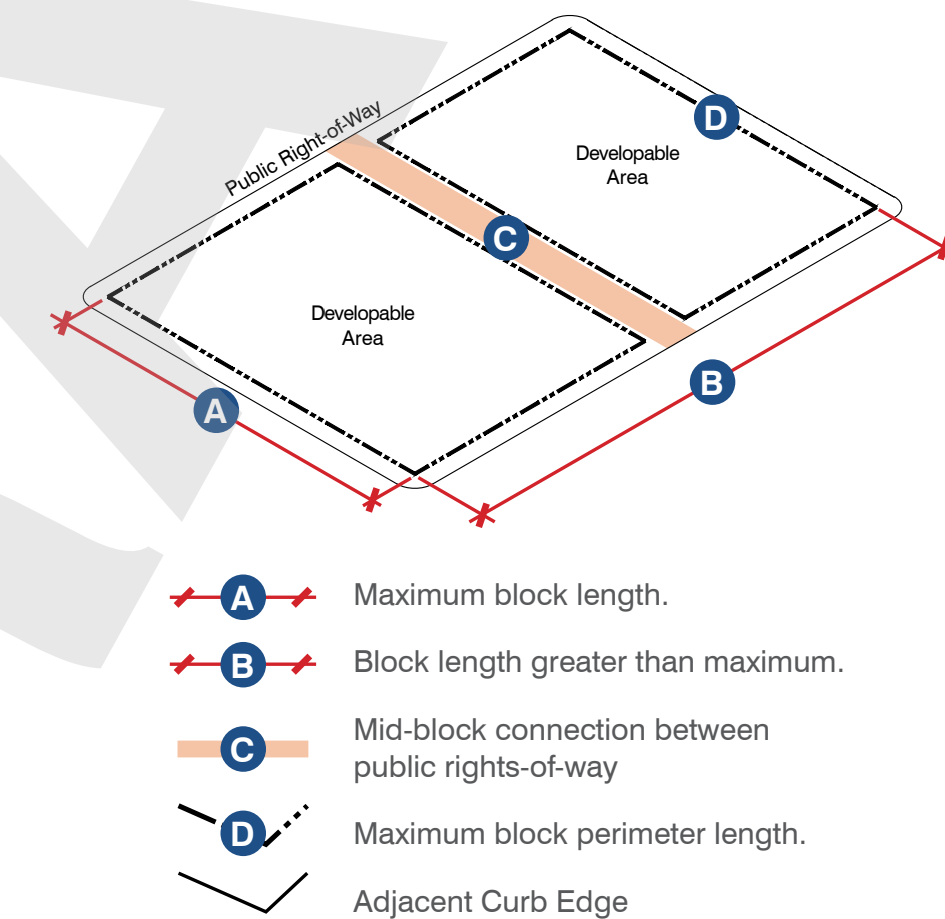 Public Right-of-Way
D
Developable
Area
C
Developable
Area
B
A
A Maximum block length.
B Block length greater than maximum.
C Mid-block connection between
public rights-of-way
D Maximum block perimeter length.
Adjacent Curb Edge